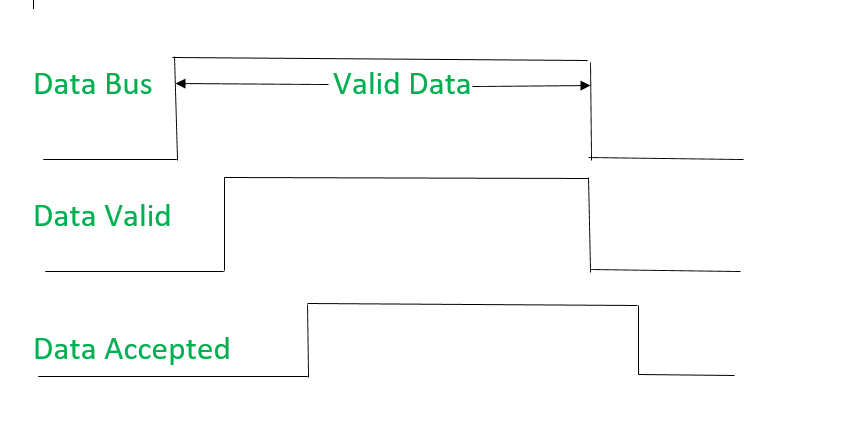 Data Bus
Valid Data
Data Valid
Data Accepted